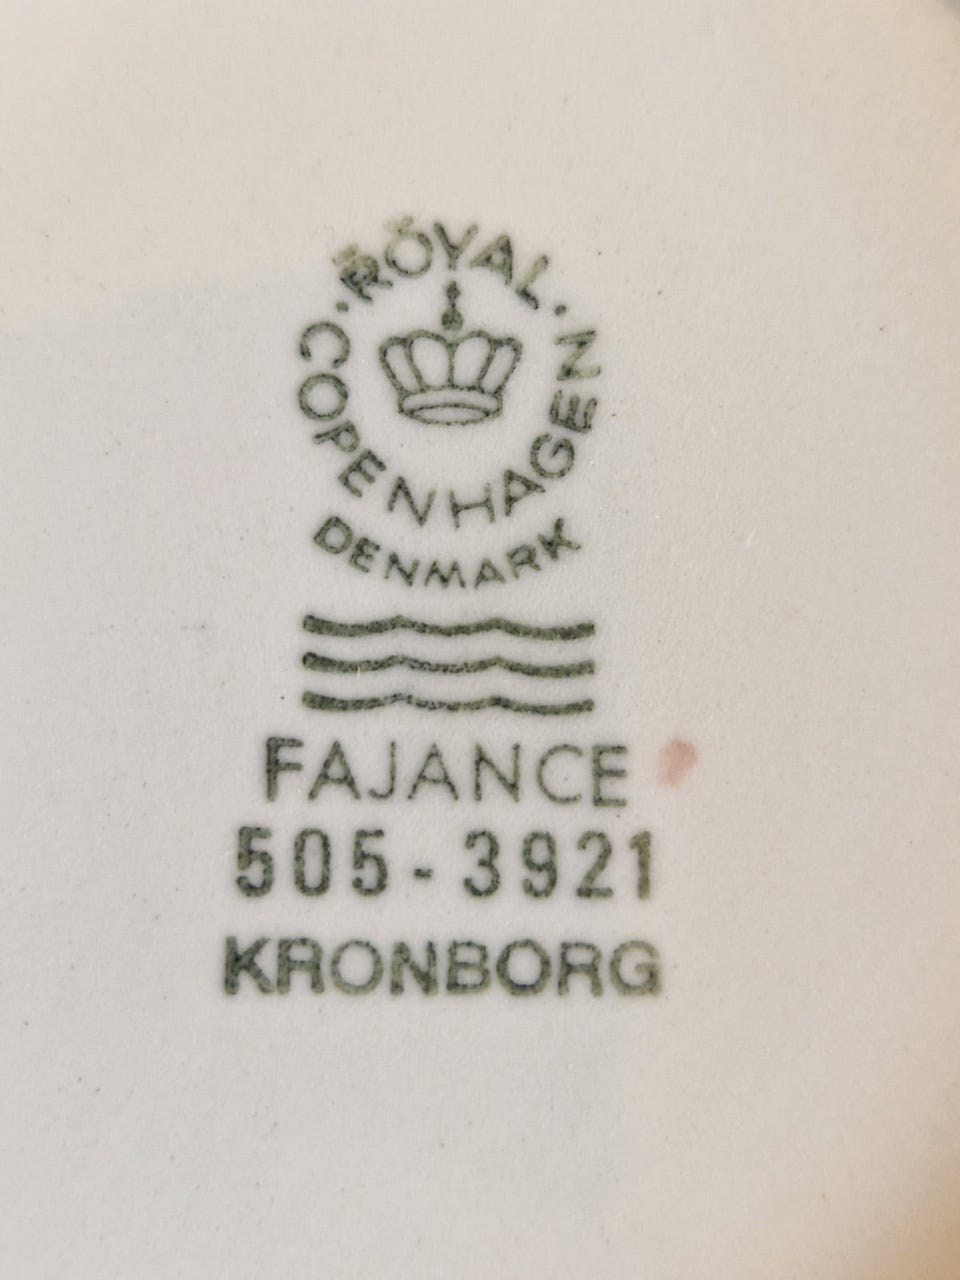 ROYAL
COPENHAGEN
DENMARK
FAJANCE
505-3921
KRONBORG